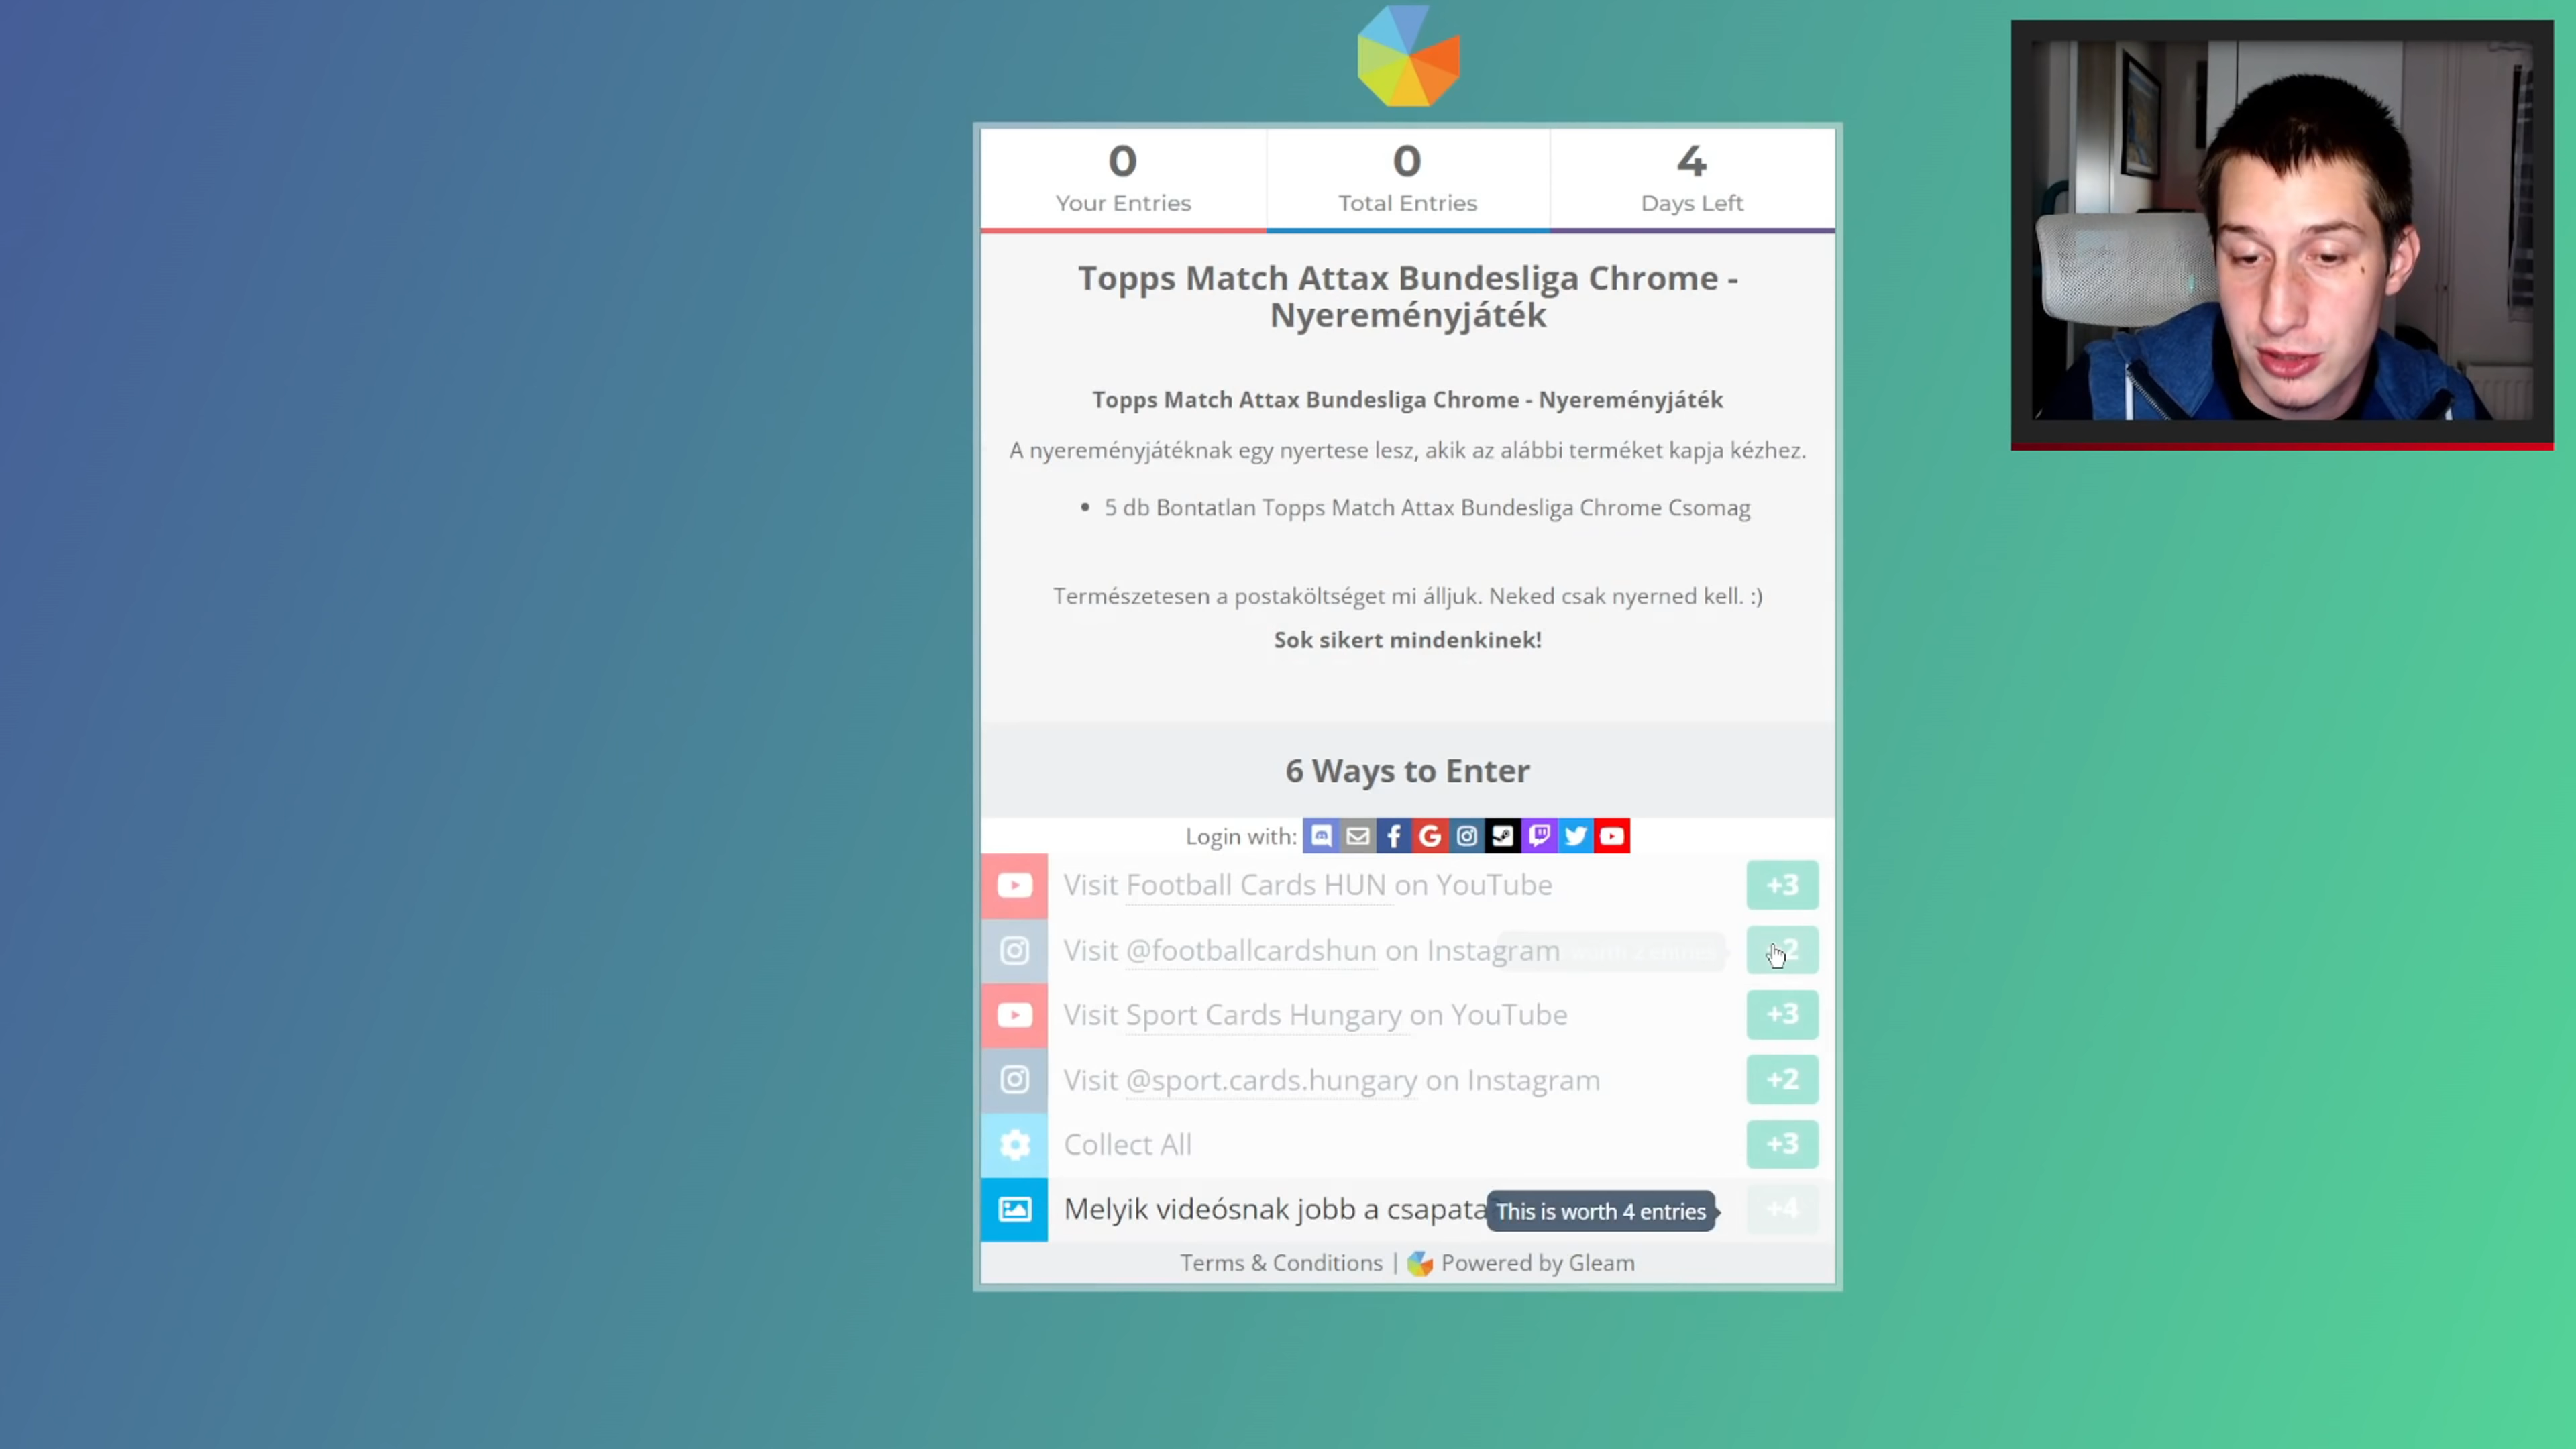 0
Your Entries
0
Total Entries
4
Days Left
Topps Match Attax Bundesliga Chrome -
Nyereményjáték
Topps Match Attax Bundesliga Chrome - Nyereményjáték
A nyereményjátéknak egy nyertese lesz, akik az alábbi terméket kapja kézhez.
• 5 db Bontatlan Topps Match Attax Bundesliga Chrome Csomag
Természetesen a postaköltséget mi álljuk. Neked csak nyerned kell. :)
Sok sikert mindenkinek!
6 Ways to Enter
Login with:
Visit Football Cards HUN on YouTube +3
Visit @footballcardshun on Instagram
Visit Sport Cards Hungary on YouTube +3
Visit @sport.cards.hungary on Instagram +2
Collect All +3
Melyik videósnak jobb a csapata This is worth 4 entries +4
Terms & Conditions | Powered by Gleam